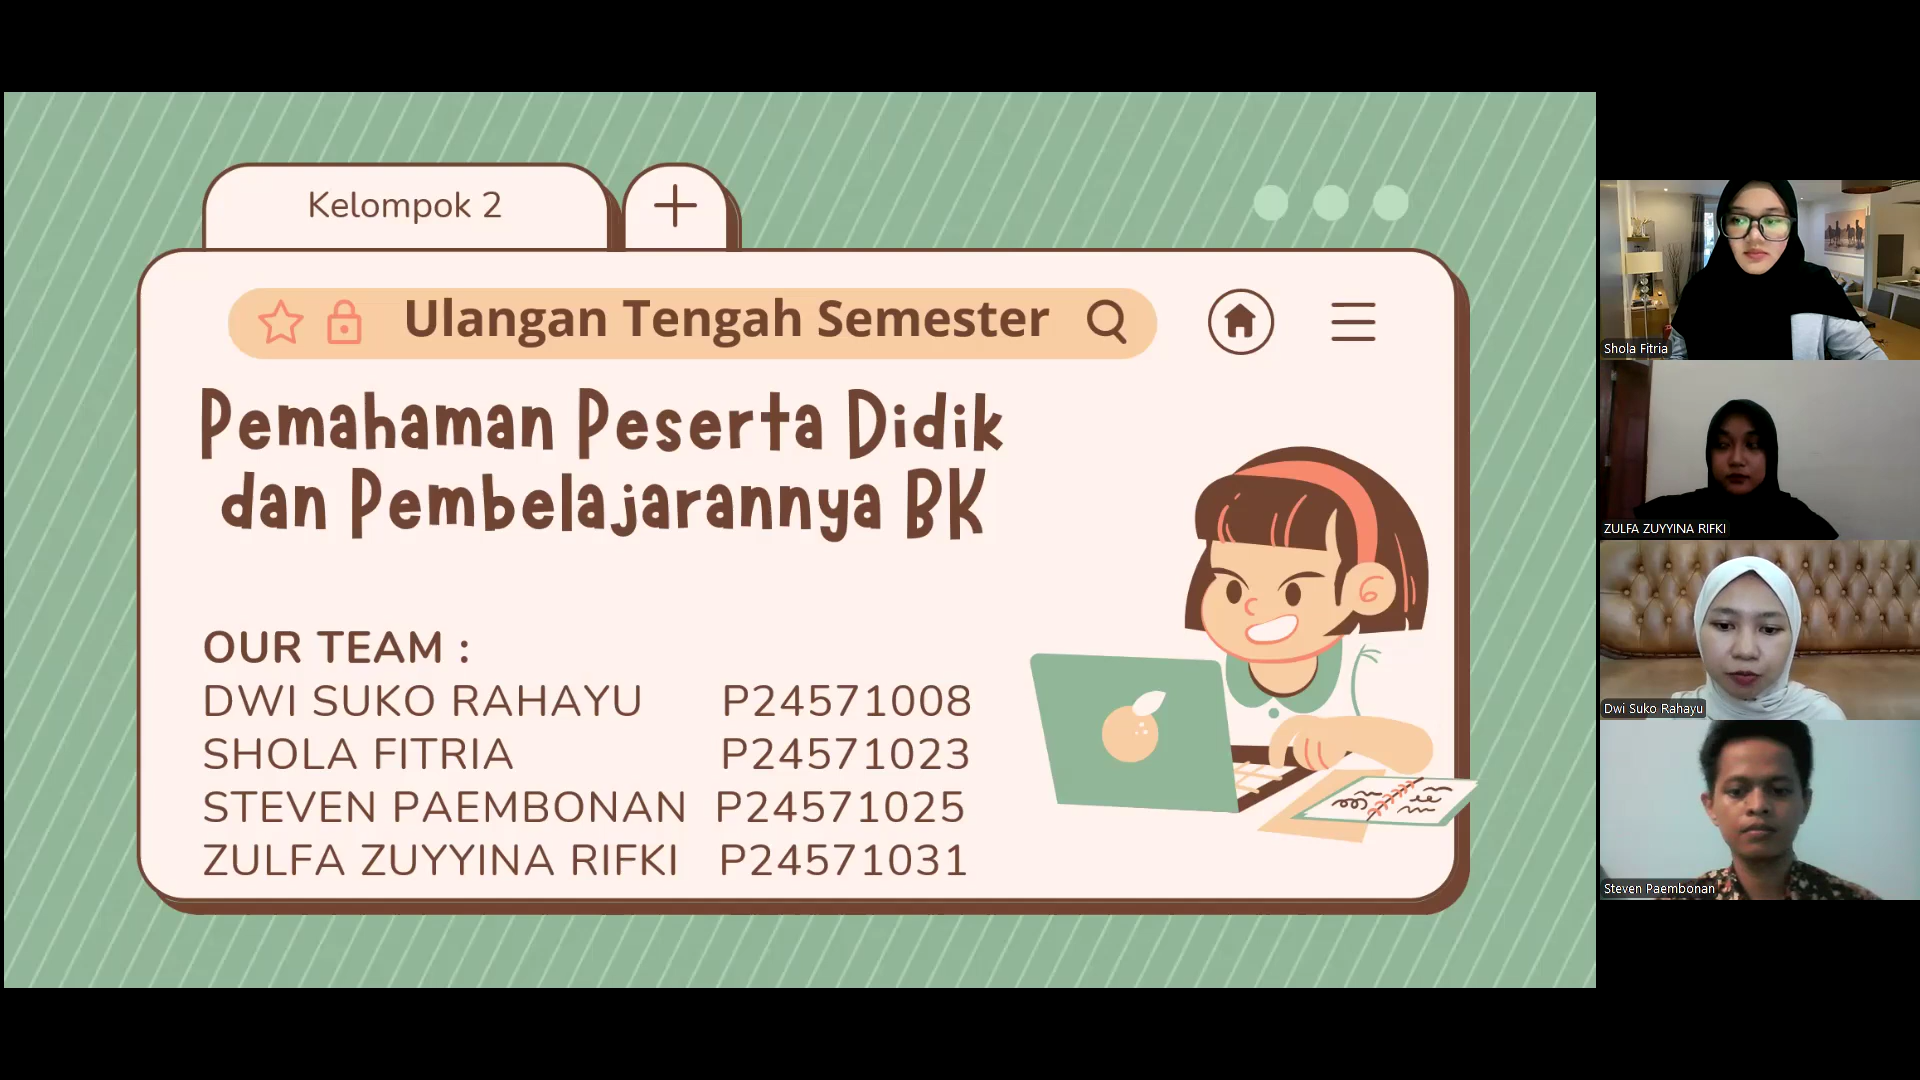 Kelompok 2
Ulangan Tengah Semester
Pemahaman Peserta Didik
dan Pembelajarannya BK
OUR TEAM :
DWI SUKO RAHAYU P24571008
SHOLA FITRIA P24571023
STEVEN PAEMBONAN P24571025
ZULFA ZUYYINA RIFKI P24571031
Shola Fitria
ZULFA ZUYYINA RIFKI
Dwi Suko Rahayu
Steven Paembonan